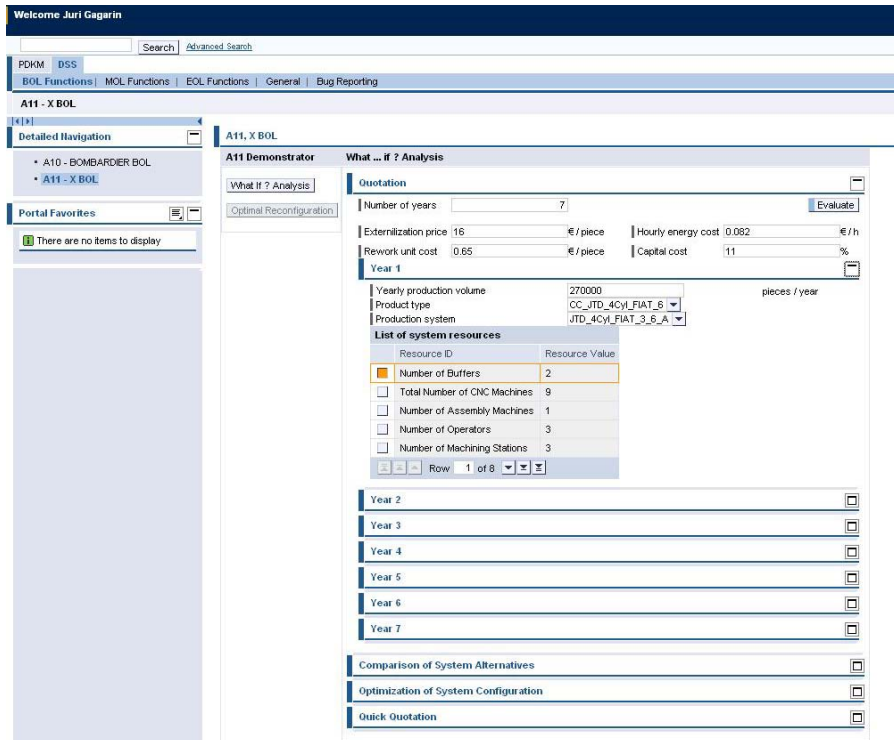 Welcome Juri Gagarin
Search Advanced Search
PDKM DSS
BOL Functions | MOL Functions | EOL Functions | General | Bug Reporting
A11 - X BOL
Detailed Navigation
• A10 - BOMBARDIER BOL
• A11 - X BOL
Portal Favorites
There are no items to display
A11, X BOL
A11 Demonstrator
What If ? Analysis
Optimal Reconfiguration
What ... if ? Analysis
Quotation
Number of years 7 Evaluate
Externilization price 16 €/ piece Hourly energy cost 0.082 €/ h
Rework unit cost 0.65 €/ piece Capital cost 11 %
Year 1
Yearly production volume 270000 pieces / year
Product type CC_JTD_4Cyl_FIAT_6
Production system JTD_4Cyl_FIAT_3_6_A
List of system resources
Resource ID Resource Value
Number of Buffers 2
Total Number of CNC Machines 9
Number of Assembly Machines 1
Number of Operators 3
Number of Machining Stations 3
Row 1 of 8
Year 2
Year 3
Year 4
Year 5
Year 6
Year 7
Comparison of System Alternatives
Optimization of System Configuration
Quick Quotation